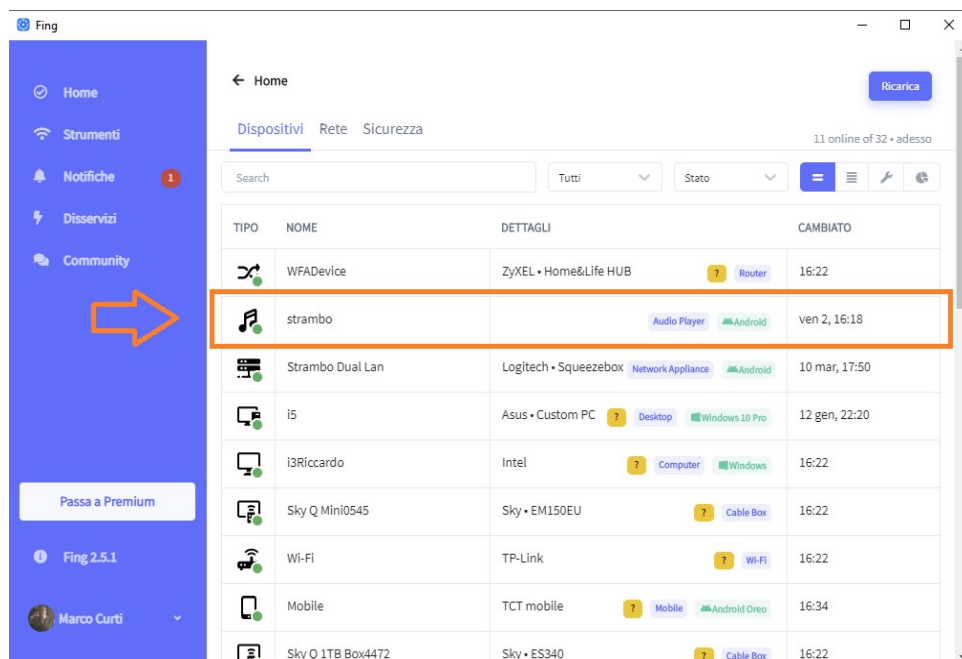 Fing
Home
Strumenti
Notifiche 1
Disservizi
Community
Passa a Premium
Fing 2.5.1
Marco Curti
Home
Ricarica
Dispositivi Rete Sicurezza
11 online of 32 • adesso
Search Tutti Stato
TIPO NOME DETTAGLI CAMBIATO
WFADevice ZyXEL • Home&Life HUB ? Router 16:22
strambo Audio Player Android ven 2, 16:18
Strambo Dual Lan Logitech • Squeezebox Network Appliance Android 10 mar, 17:50
i5 Asus • Custom PC ? Desktop Windows 10 Pro 12 gen, 22:20
i3Riccardo Intel ? Computer Windows 16:22
Sky Q Mini0545 Sky • EM150EU ? Cable Box 16:22
Wi-Fi TP-Link ? Wi-Fi 16:22
Mobile TCT mobile ? Mobile Android Oreo 16:34
Sky Q 1TB Box4472 Sky • ES340 ? Cable Box 16:22